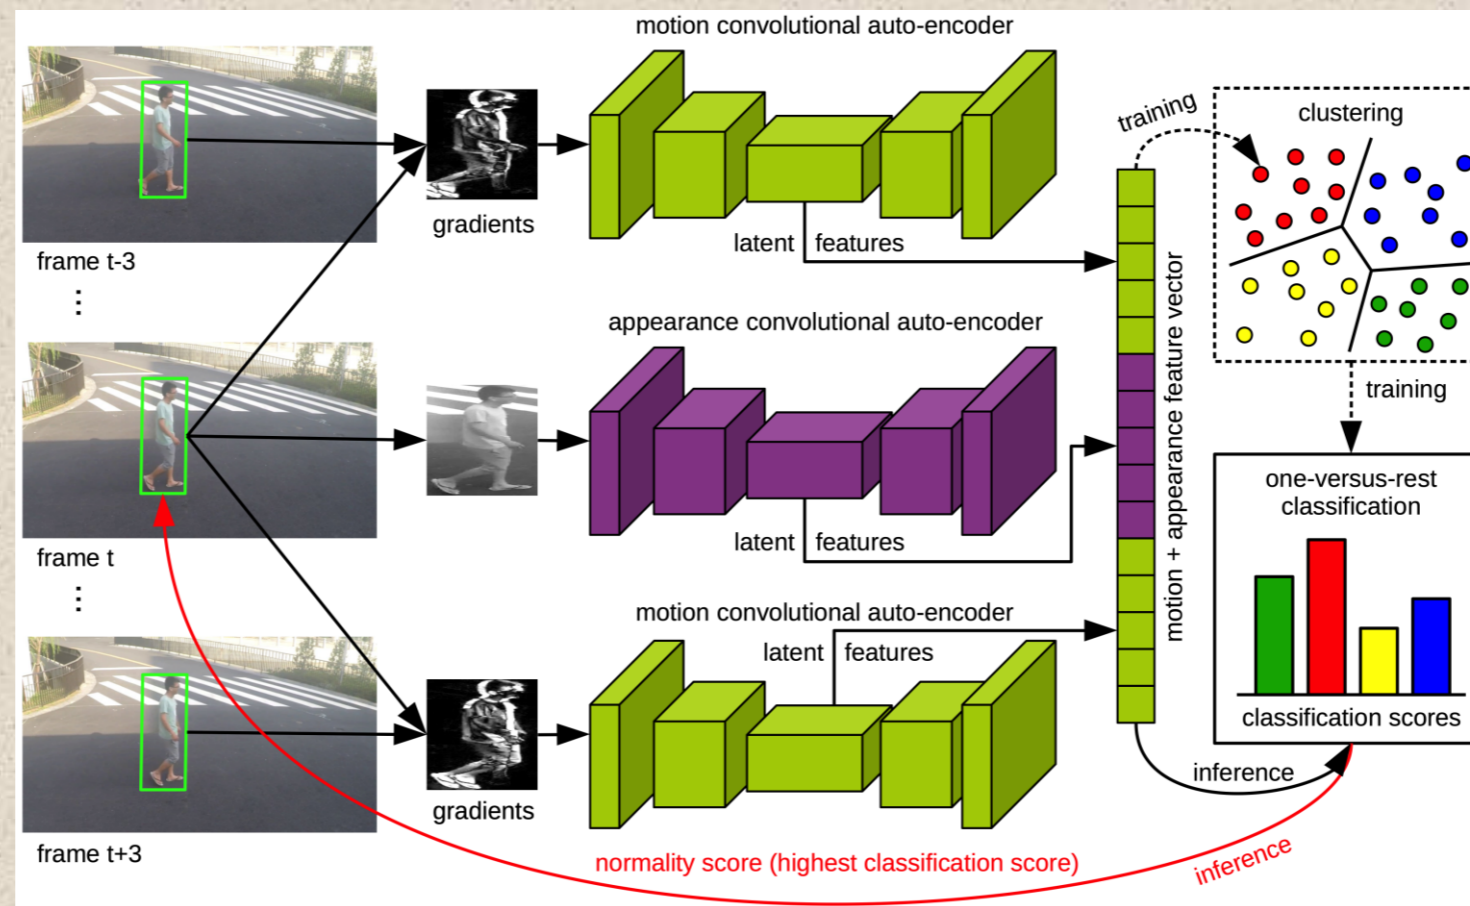 motion convolutional auto-encoder
training
clustering
gradients
latent features
frame t-3
appearance convolutional auto-encoder
motion + appearance feature vector
training
one-versus-rest
classification
latent features
frame t
motion convolutional auto-encoder
latent features
classification scores
inference
gradients
frame t+3
normality score (highest classification score)
inference